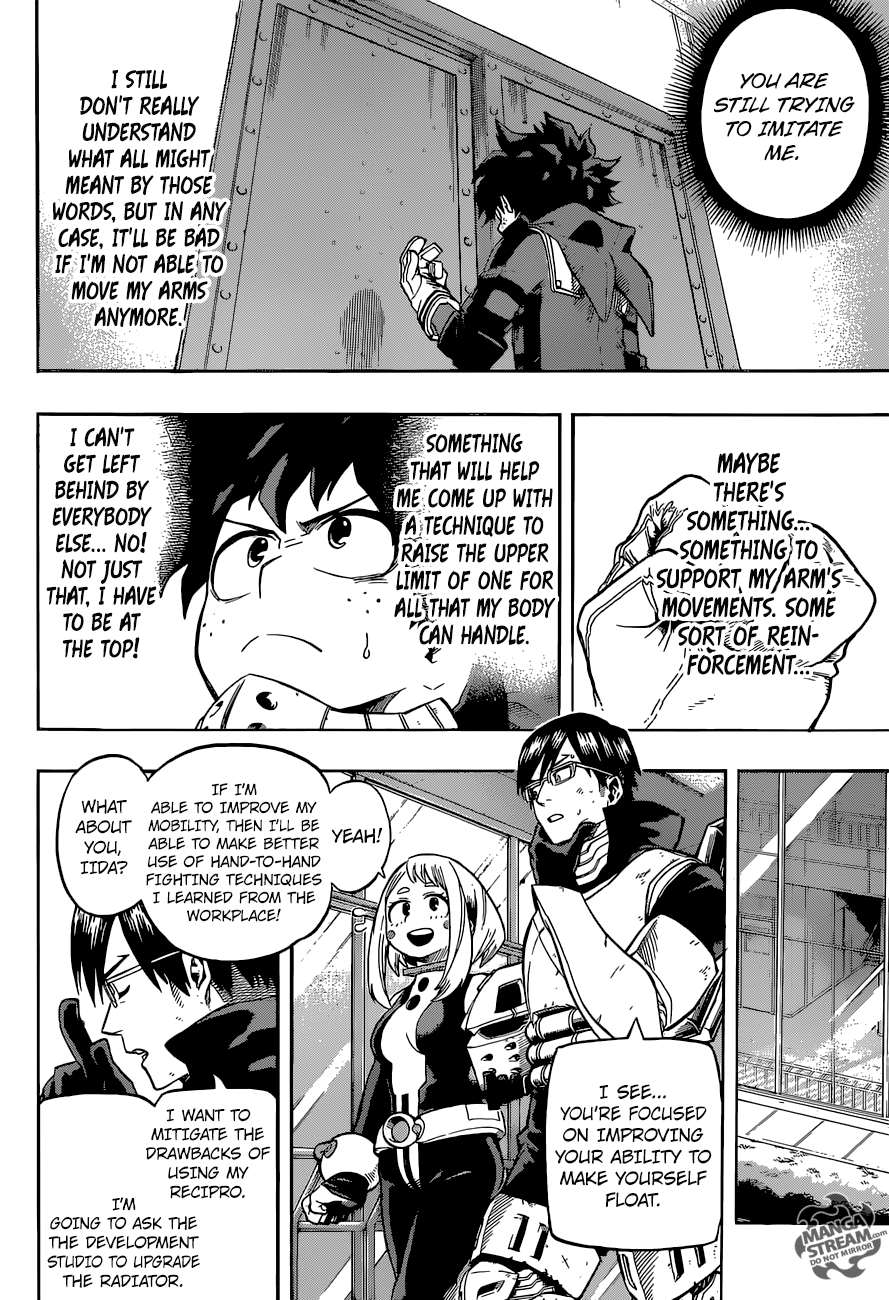 YOU ARE
STILL TRYING
TO IMITATE
ME.
I STILL
DON'T REALLY
UNDERSTAND
WHAT ALL MIGHT
MEANT BY THOSE
WORDS, BUT IN ANY
CASE, IT'LL BE BAD
IF I'M NOT ABLE TO
MOVE MY ARMS
ANYMORE.
MAYBE
THERE'S
SOMETHING...
SOMETHING TO
SUPPORT MY ARM'S
MOVEMENTS. SOME
SORT OF REIN-
FORCEMENT...
SOMETHING
THAT WILL HELP
ME COME UP WITH
A TECHNIQUE TO
RAISE THE UPPER
LIMIT OF ONE FOR
ALL THAT MY BODY
CAN HANDLE.
I CAN'T
GET LEFT
BEHIND BY
EVERYBODY
ELSE... NO!
NOT JUST
THAT, I HAVE
TO BE AT
THE TOP!
I SEE...
YOU'RE FOCUSED
ON IMPROVING
YOUR ABILITY TO
MAKE YOURSELF
FLOAT.
YEAH!
IF I'M
ABLE TO IMPROVE MY
MOBILITY, THEN I'LL BE
ABLE TO MAKE BETTER
USE OF HAND-TO-HAND
FIGHTING TECHNIQUES
I LEARNED FROM THE
WORKPLACE!
WHAT
ABOUT
YOU,
IIDA?
I WANT TO
MITIGATE THE
DRAWBACKS OF
USING MY
RECIPRO.
I'M
GOING TO ASK THE
THE DEVELOPMENT
STUDIO TO UPGRADE
THE RADIATOR.
MANGA
STREAM.COM
DO NOT MIRROR